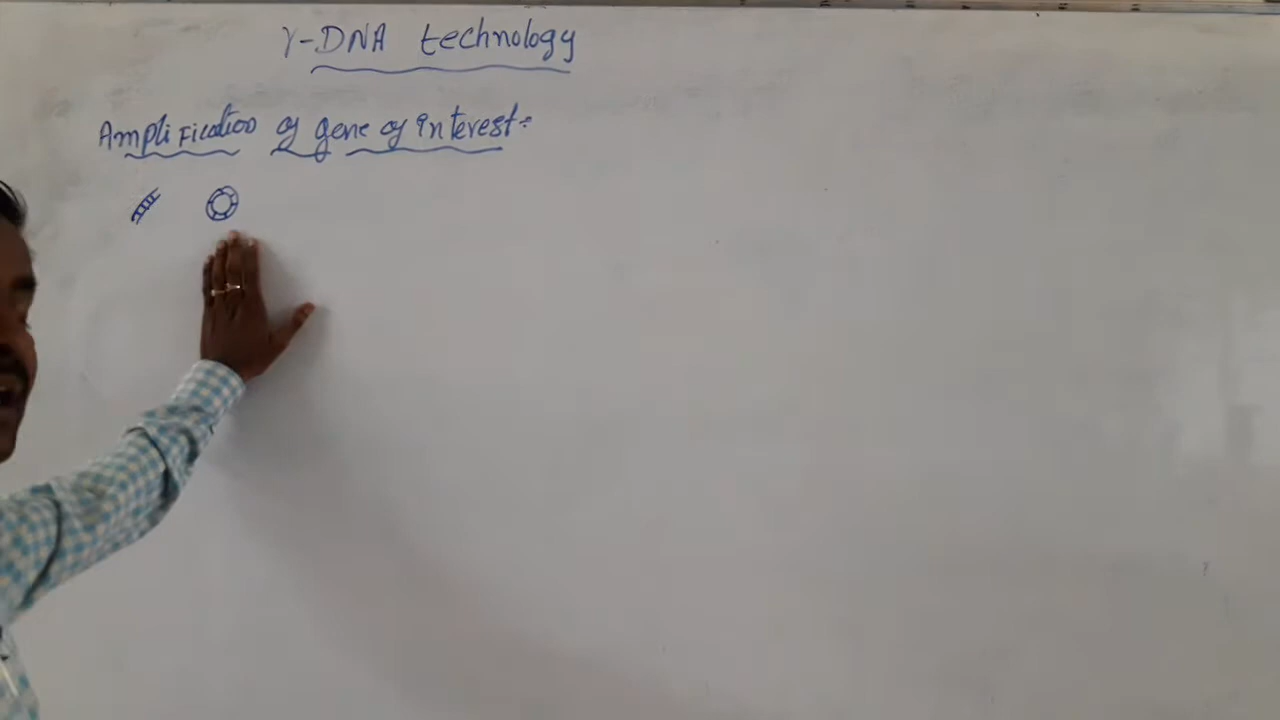 r-DNA technology
Amplification of gene of interest: